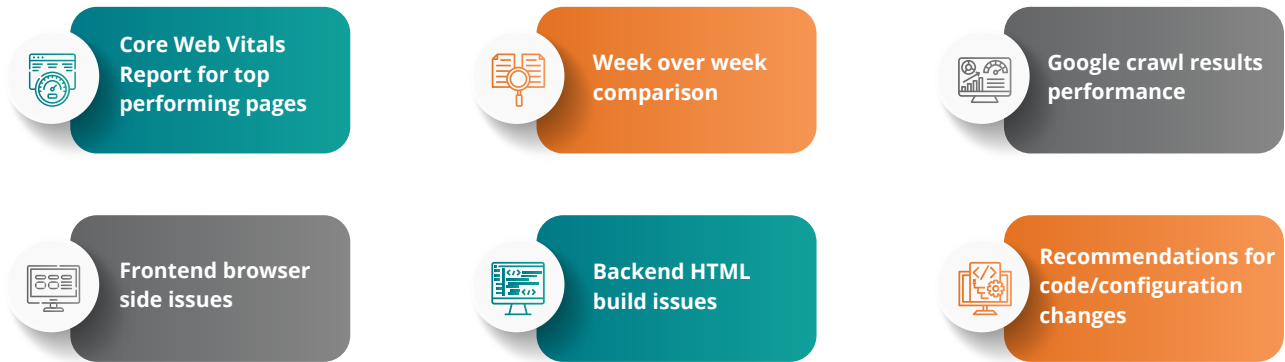 Core Web Vitals
Report for top
performing pages
Week over week
comparison
Google crawl results
performance
Frontend browser
side issues
Backend HTML
build issues
Recommendations for
code/configuration
changes